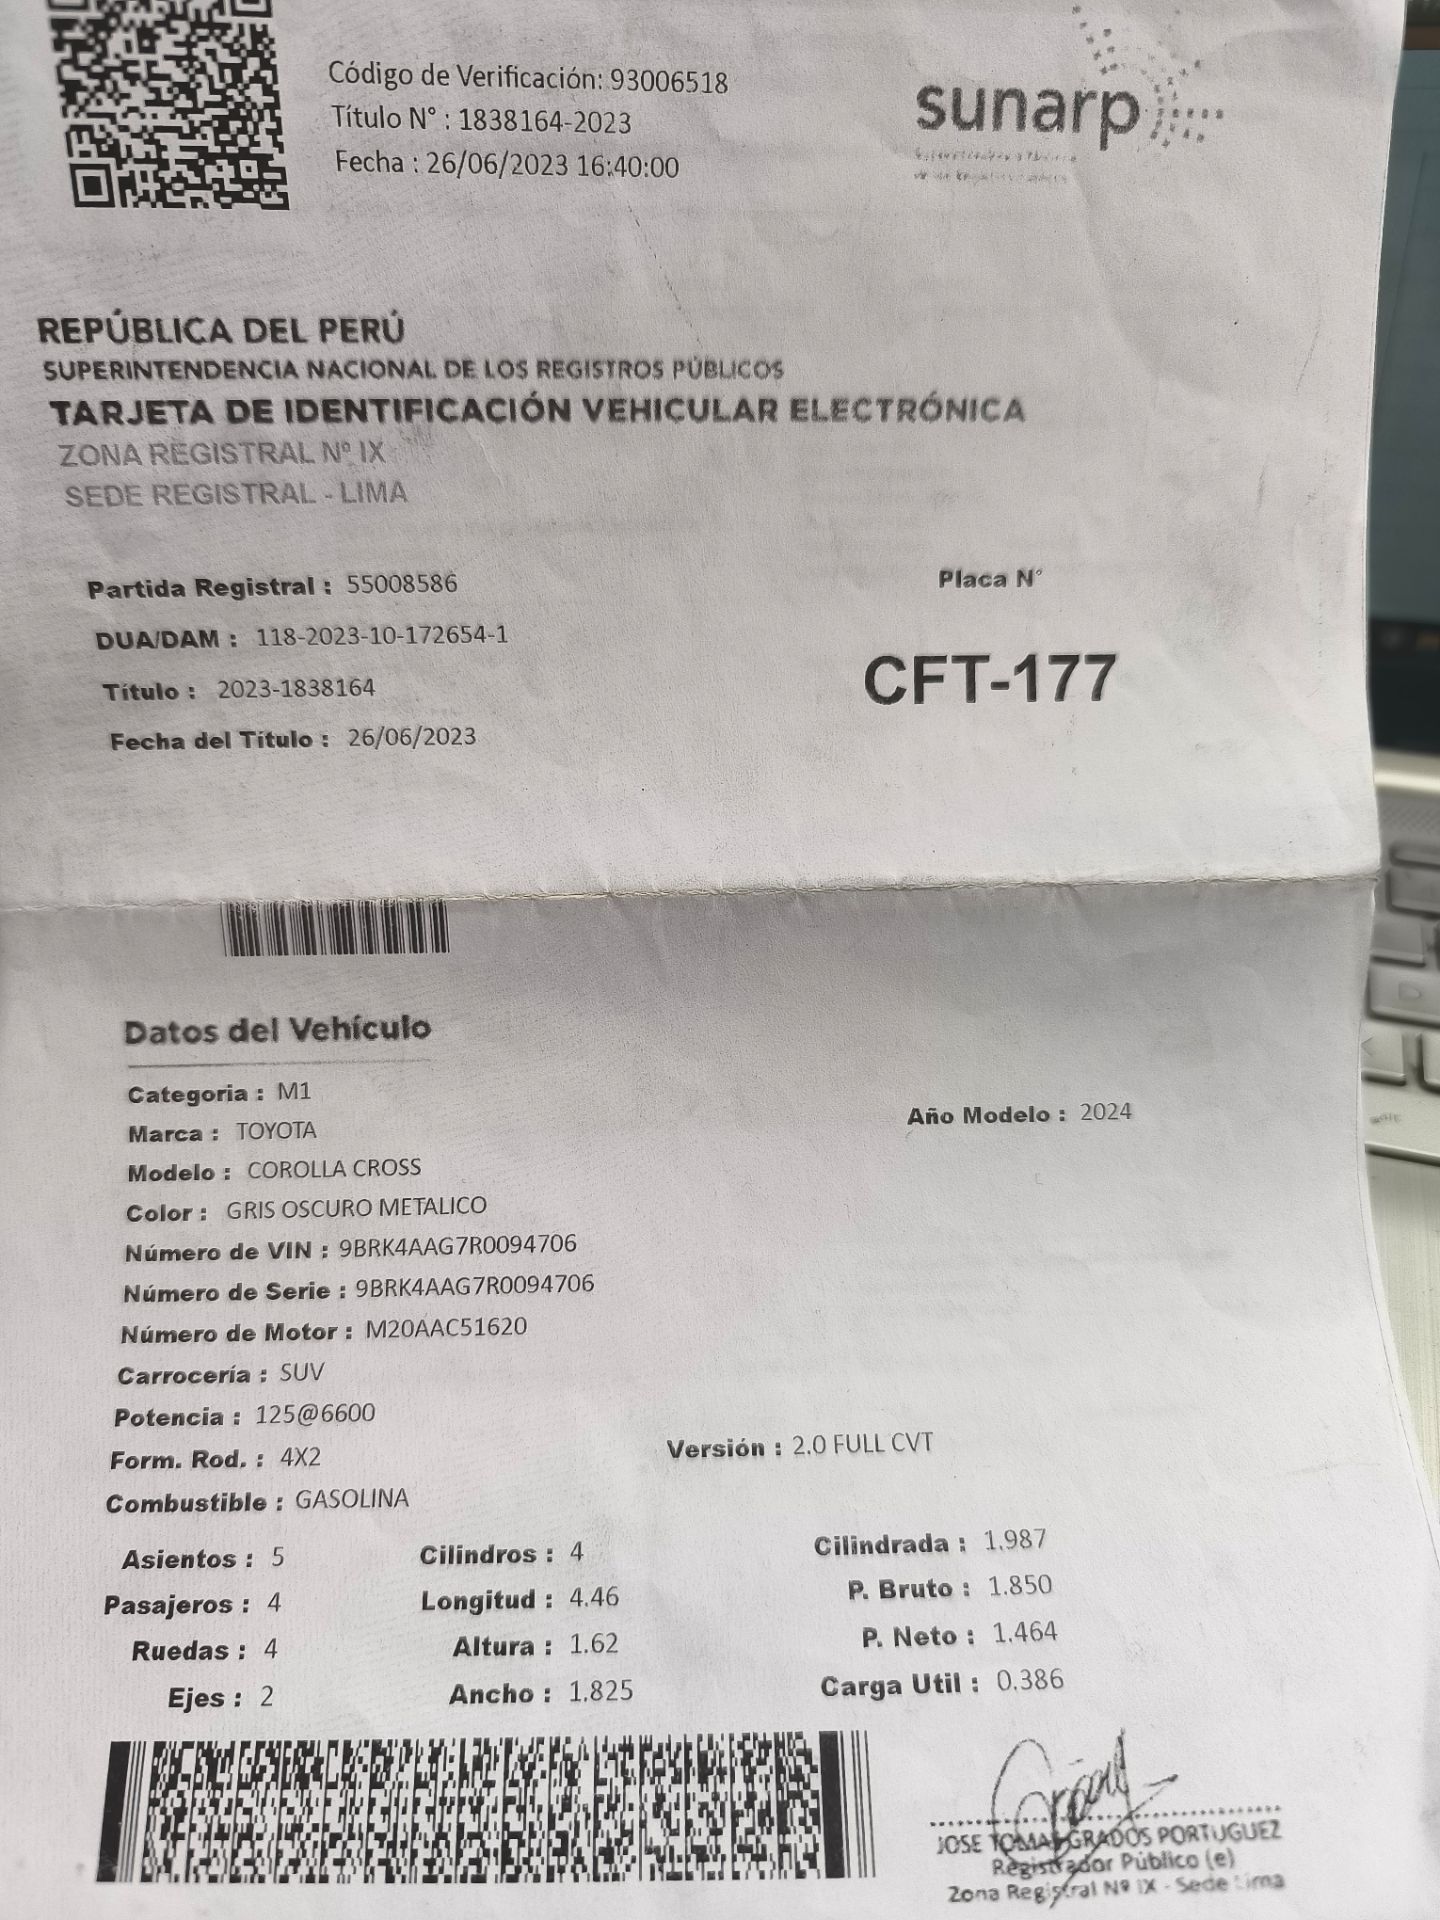 Código de Verificación: 93006518
Título N° : 1838164-2023
Fecha : 26/06/2023 16:40:00
sunarp
REPÚBLICA DEL PERÚ
SUPERINTENDENCIA NACIONAL DE LOS REGISTROS PÚBLICOS
TARJETA DE IDENTIFICACIÓN VEHICULAR ELECTRÓNICA
ZONA REGISTRAL Nº IX
SEDE REGISTRAL - LIMA
Partida Registral : 55008586
DUA/DAM : 118-2023-10-172654-1
Título : 2023-1838164
Fecha del Título : 26/06/2023
Placa N°
CFT-177
Datos del Vehículo
Categoria : M1
Año Modelo : 2024
Marca : TOYOTA
Modelo : COROLLA CROSS
Color : GRIS OSCURO METALICO
Número de VIN : 9BRK4AAG7R0094706
Número de Serie : 9BRK4AAG7R0094706
Número de Motor : M20AAC51620
Carrocería : SUV
Potencia : 125@6600
Form. Rod. : 4X2
Versión : 2.0 FULL CVT
Combustible : GASOLINA
Asientos : 5 Cilindros : 4 Cilindrada : 1.987
Pasajeros : 4 Longitud : 4.46 P. Bruto : 1.850
Ruedas : 4 Altura : 1.62 P. Neto : 1.464
Ejes : 2 Ancho : 1.825 Carga Util : 0.386
JOSE TOMAS GRADOS PORTUGUEZ
Registrador Público (e)
Zona Registral Nº IX - Sede Lima